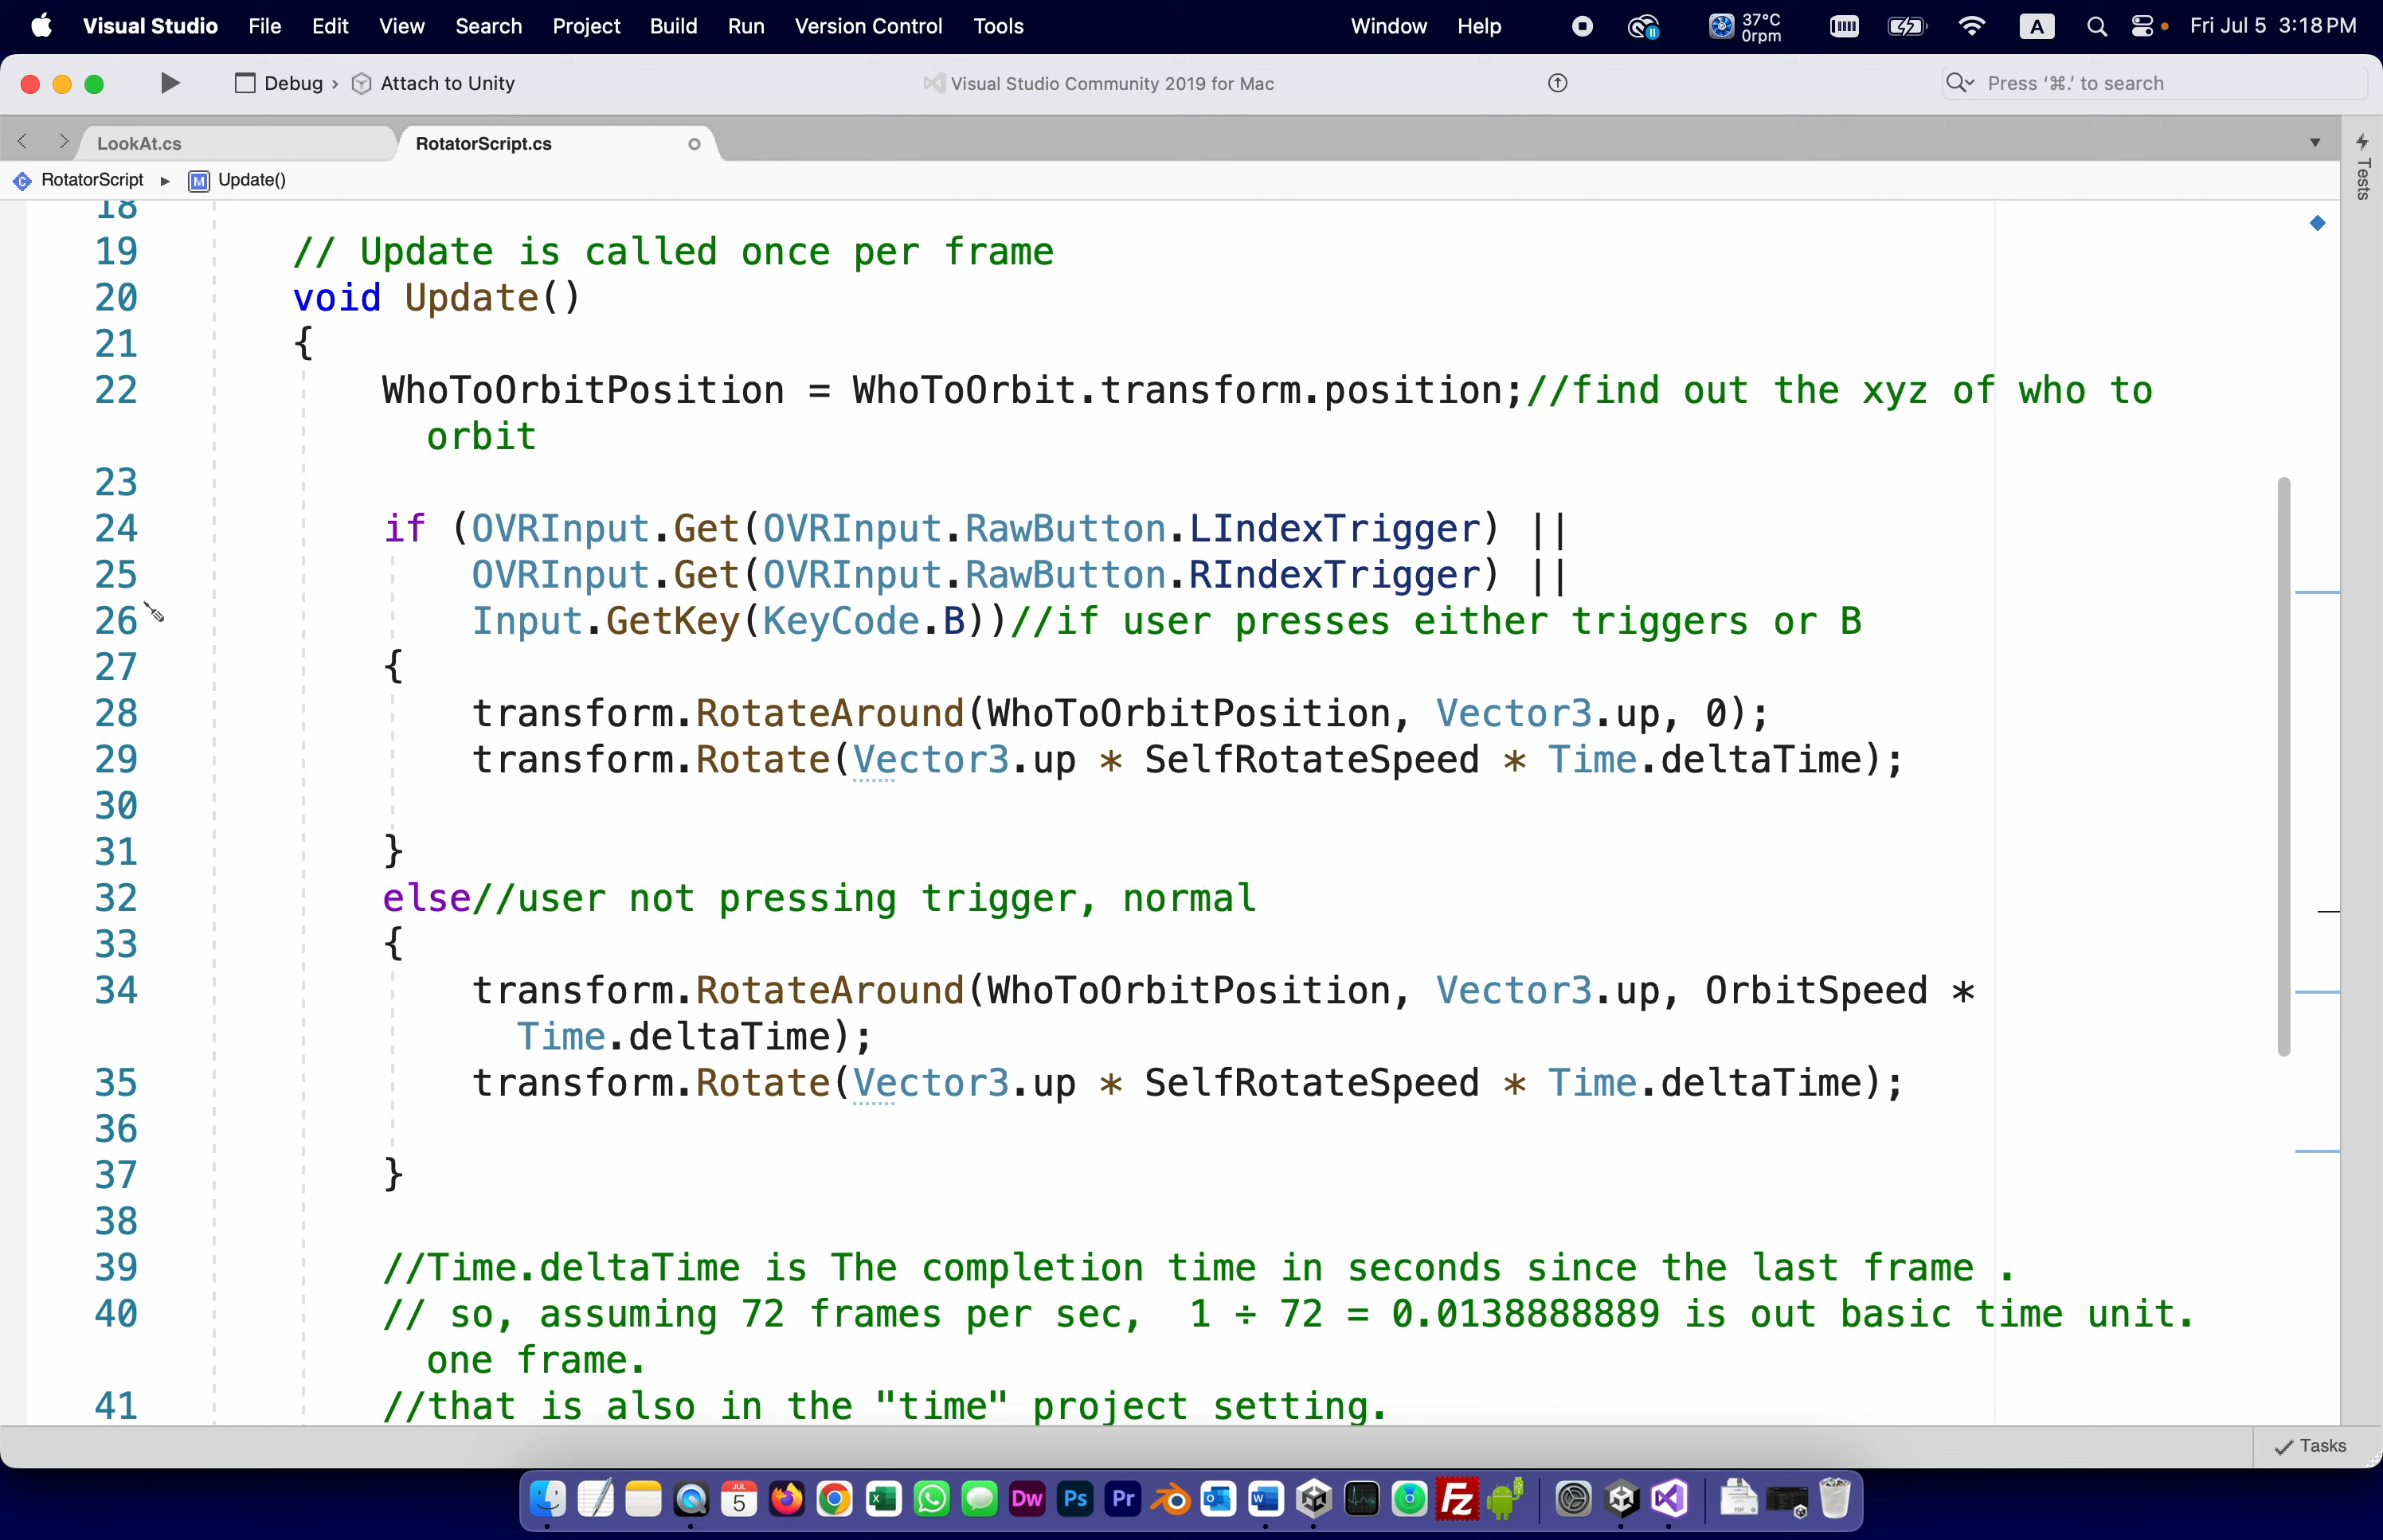 Visual Studio File Edit View Search Project Build Run Version Control Tools Window Help 37°C 0rpm A Fri Jul 5 3:18 PM
Debug › Attach to Unity Visual Studio Community 2019 for Mac Press ‘⌘.’ to search
LookAt.cs RotatorScript.cs
RotatorScript ▸ M Update()
Tests
18
19 // Update is called once per frame
20 void Update()
21 {
22 WhoToOrbitPosition = WhoToOrbit.transform.position;//find out the xyz of who to
orbit
23
24 if (OVRInput.Get(OVRInput.RawButton.LIndexTrigger) ||
25 OVRInput.Get(OVRInput.RawButton.RIndexTrigger) ||
26 Input.GetKey(KeyCode.B))//if user presses either triggers or B
27 {
28 transform.RotateAround(WhoToOrbitPosition, Vector3.up, 0);
29 transform.Rotate(Vector3.up * SelfRotateSpeed * Time.deltaTime);
30
31 }
32 else//user not pressing trigger, normal
33 {
34 transform.RotateAround(WhoToOrbitPosition, Vector3.up, OrbitSpeed *
Time.deltaTime);
35 transform.Rotate(Vector3.up * SelfRotateSpeed * Time.deltaTime);
36
37 }
38
39 //Time.deltaTime is The completion time in seconds since the last frame .
40 // so, assuming 72 frames per sec, 1 ÷ 72 = 0.0138888889 is out basic time unit.
one frame.
41 //that is also in the "time" project setting.
Tasks
JUL 5 Dw Ps Pr Fz